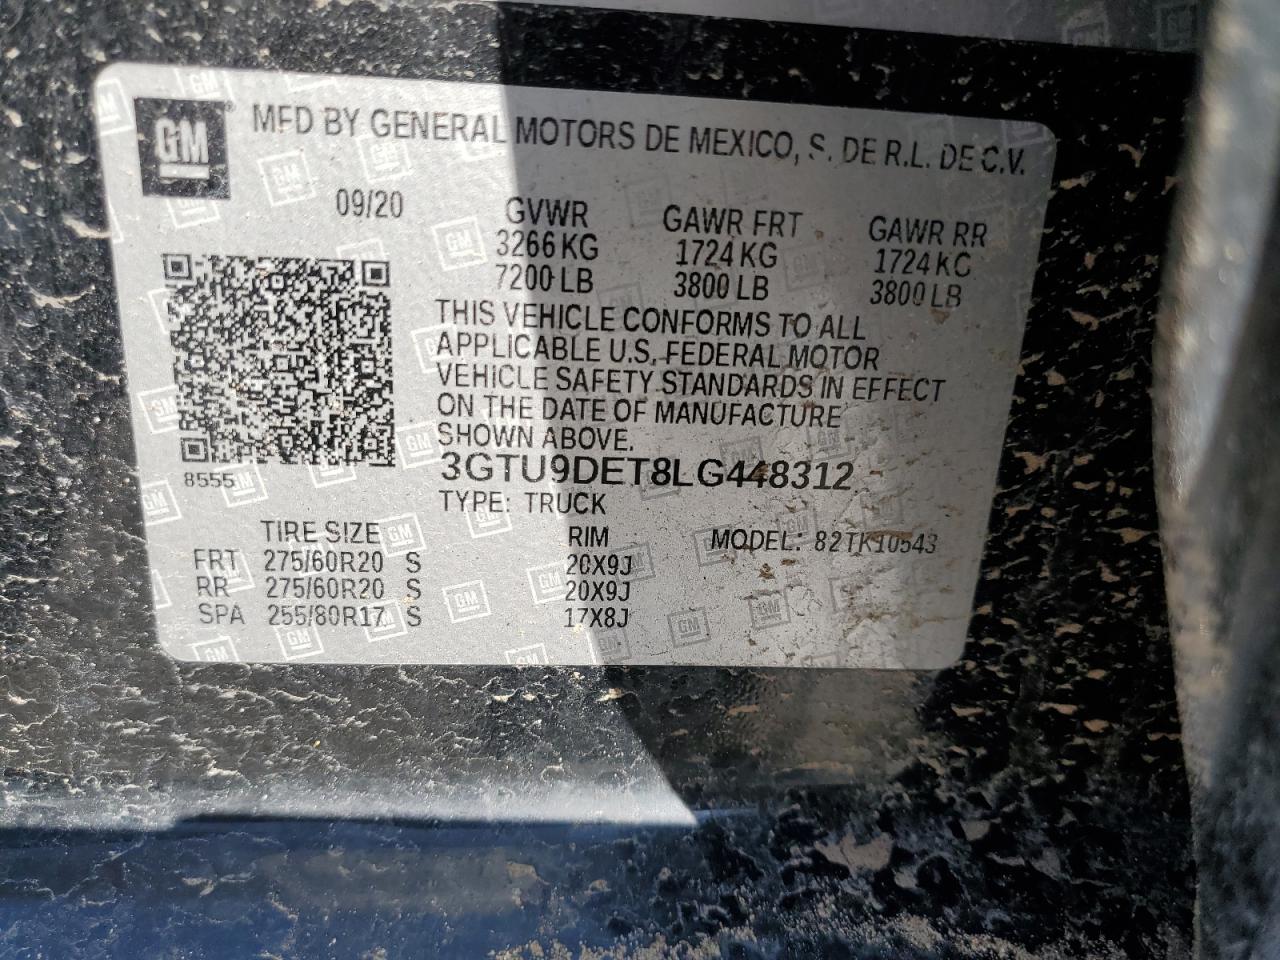 GM ® MFD BY GENERAL MOTORS DE MEXICO, S. DE R.L. DE C.V.
09/20 GVWR GAWR FRT GAWR RR
3266 KG 1724 KG 1724 KG
7200 LB 3800 LB 3800 LB
THIS VEHICLE CONFORMS TO ALL
APPLICABLE U.S. FEDERAL MOTOR
VEHICLE SAFETY STANDARDS IN EFFECT
ON THE DATE OF MANUFACTURE
SHOWN ABOVE.
8555 3GTU9DET8LG448312
TYPE: TRUCK
TIRE SIZE RIM MODEL: 82TK10543
FRT 275/60R20 S 20X9J
RR 275/60R20 S 20X9J
SPA 255/80R17 S 17X8J